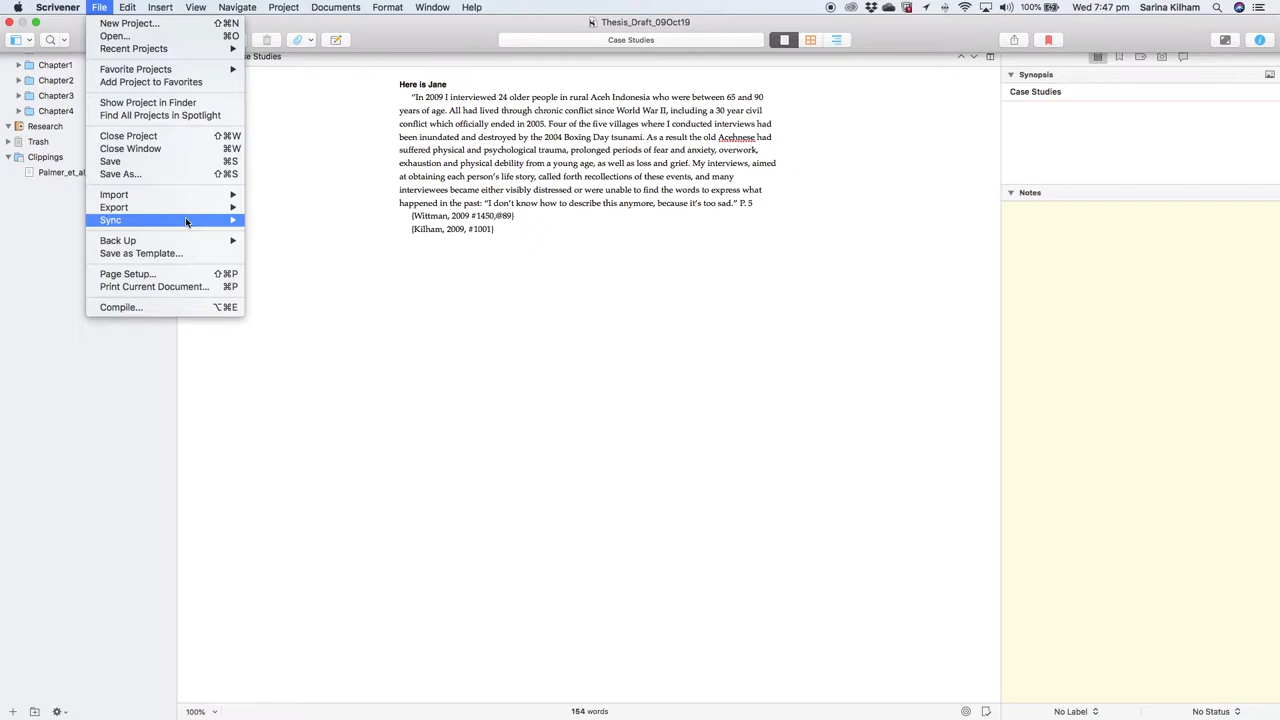 Scrivener File Edit Insert View Navigate Project Documents Format Window Help 100% Wed 7:47 pm Sarina Kilham
Thesis_Draft_09Oct19
Case Studies
Studies
New Project... ⇧⌘N
Open... ⌘O
Recent Projects
Favorite Projects
Add Project to Favorites
Show Project in Finder
Find All Projects in Spotlight
Close Project ⇧⌘W
Close Window ⌘W
Save ⌘S
Save As... ⇧⌘S
Import
Export
Sync
Back Up
Save as Template...
Page Setup... ⇧⌘P
Print Current Document... ⌘P
Compile... ⌥⌘E
Chapter1
Chapter2
Chapter3
Chapter4
Research
Trash
Clippings
Palmer_et_al
Here is Jane
“In 2009 I interviewed 24 older people in rural Aceh Indonesia who were between 65 and 90
years of age. All had lived through chronic conflict since World War II, including a 30 year civil
conflict which officially ended in 2005. Four of the five villages where I conducted interviews had
been inundated and destroyed by the 2004 Boxing Day tsunami. As a result the old Acehnese had
suffered physical and psychological trauma, prolonged periods of fear and anxiety, overwork,
exhaustion and physical debility from a young age, as well as loss and grief. My interviews, aimed
at obtaining each person’s life story, called forth recollections of these events, and many
interviewees became either visibly distressed or were unable to find the words to express what
happened in the past: “I don’t know how to describe this anymore, because it’s too sad.” P. 5
{Wittman, 2009 #1450,@89}
{Kilham, 2009, #1001}
Synopsis
Case Studies
Notes
100%
154 words
No Label
No Status